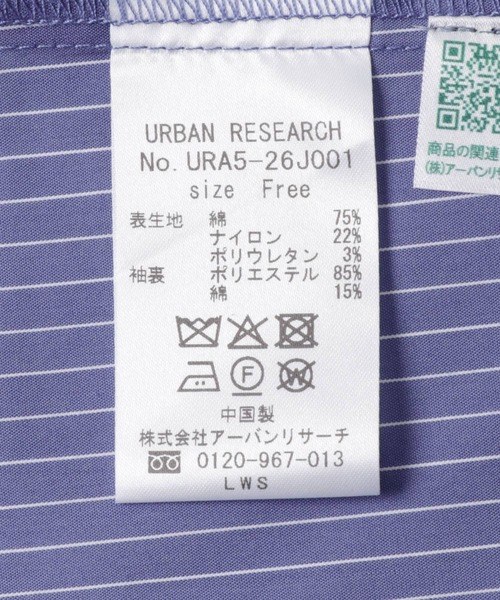 URBAN RESEARCH
No. URA5-26J001
size Free
表生地 綿 75%
ナイロン 22%
ポリウレタン 3%
袖裏 ポリエステル 85%
綿 15%
F
W
中国製
株式会社アーバンリサーチ
0120-967-013
LWS
商品の関連
(株)アーバンリサ